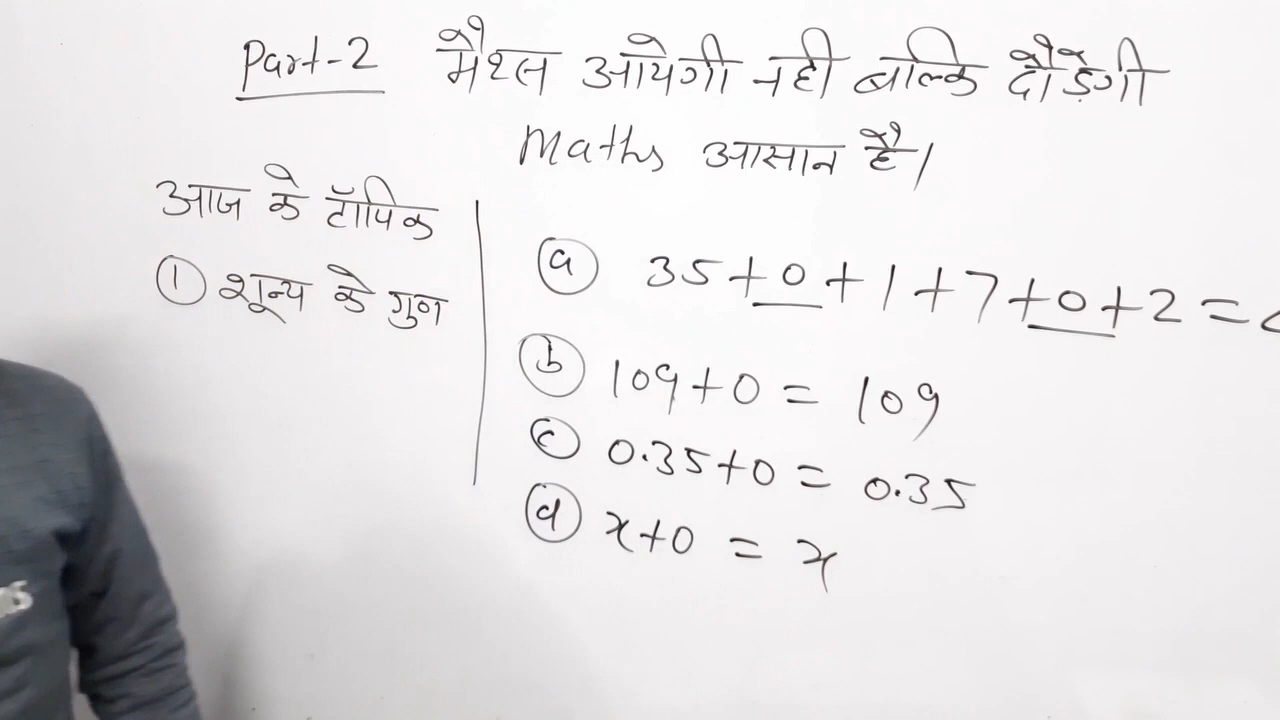 Part-2 मैथ्स आयेगी नही बल्कि दौड़ेगी
Maths आसान है।
आज के टॉपिक
① शून्य के गुण
ⓐ 35+0+1+7+0+2=
ⓑ 109+0 = 109
ⓒ 0.35+0 = 0.35
ⓓ x+0 = x